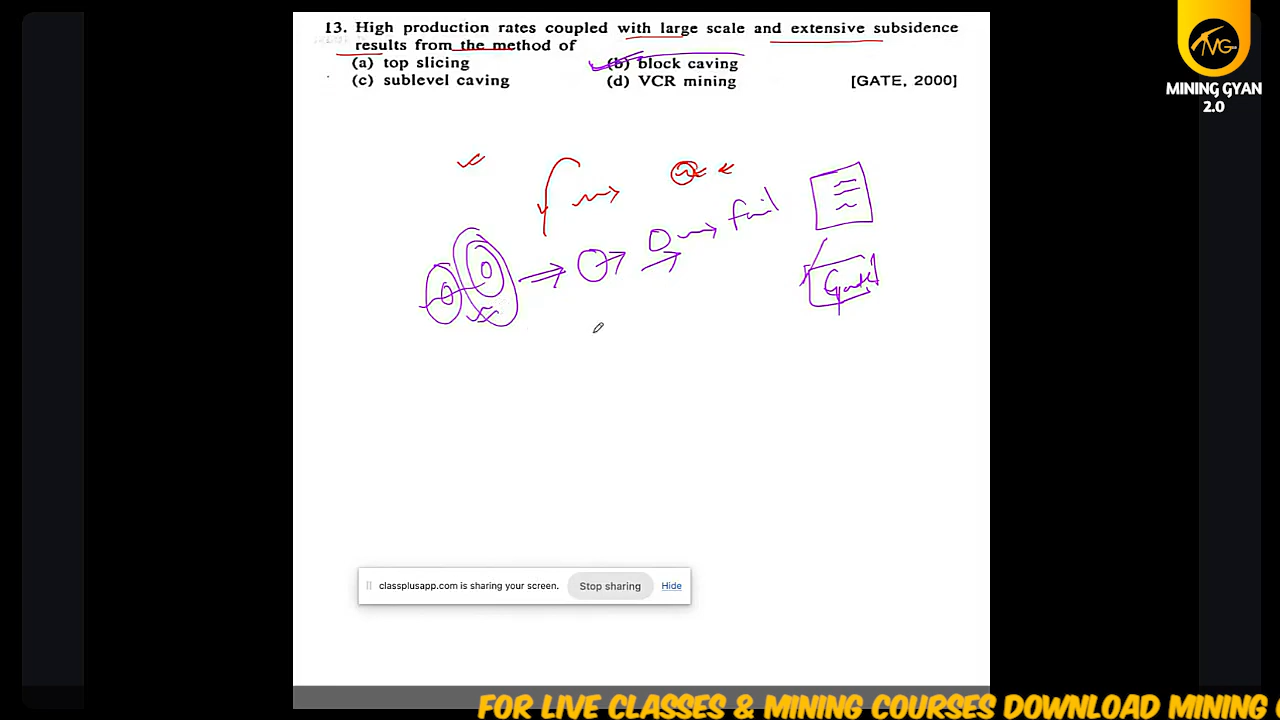 13. High production rates coupled with large scale and extensive subsidence
results from the method of
(a) top slicing (b) block caving
(c) sublevel caving (d) VCR mining [GATE, 2000]
TMG
MINING GYAN
2.0
fail
Gate
classplusapp.com is sharing your screen. Stop sharing Hide
FOR LIVE CLASSES & MINING COURSES DOWNLOAD MINING